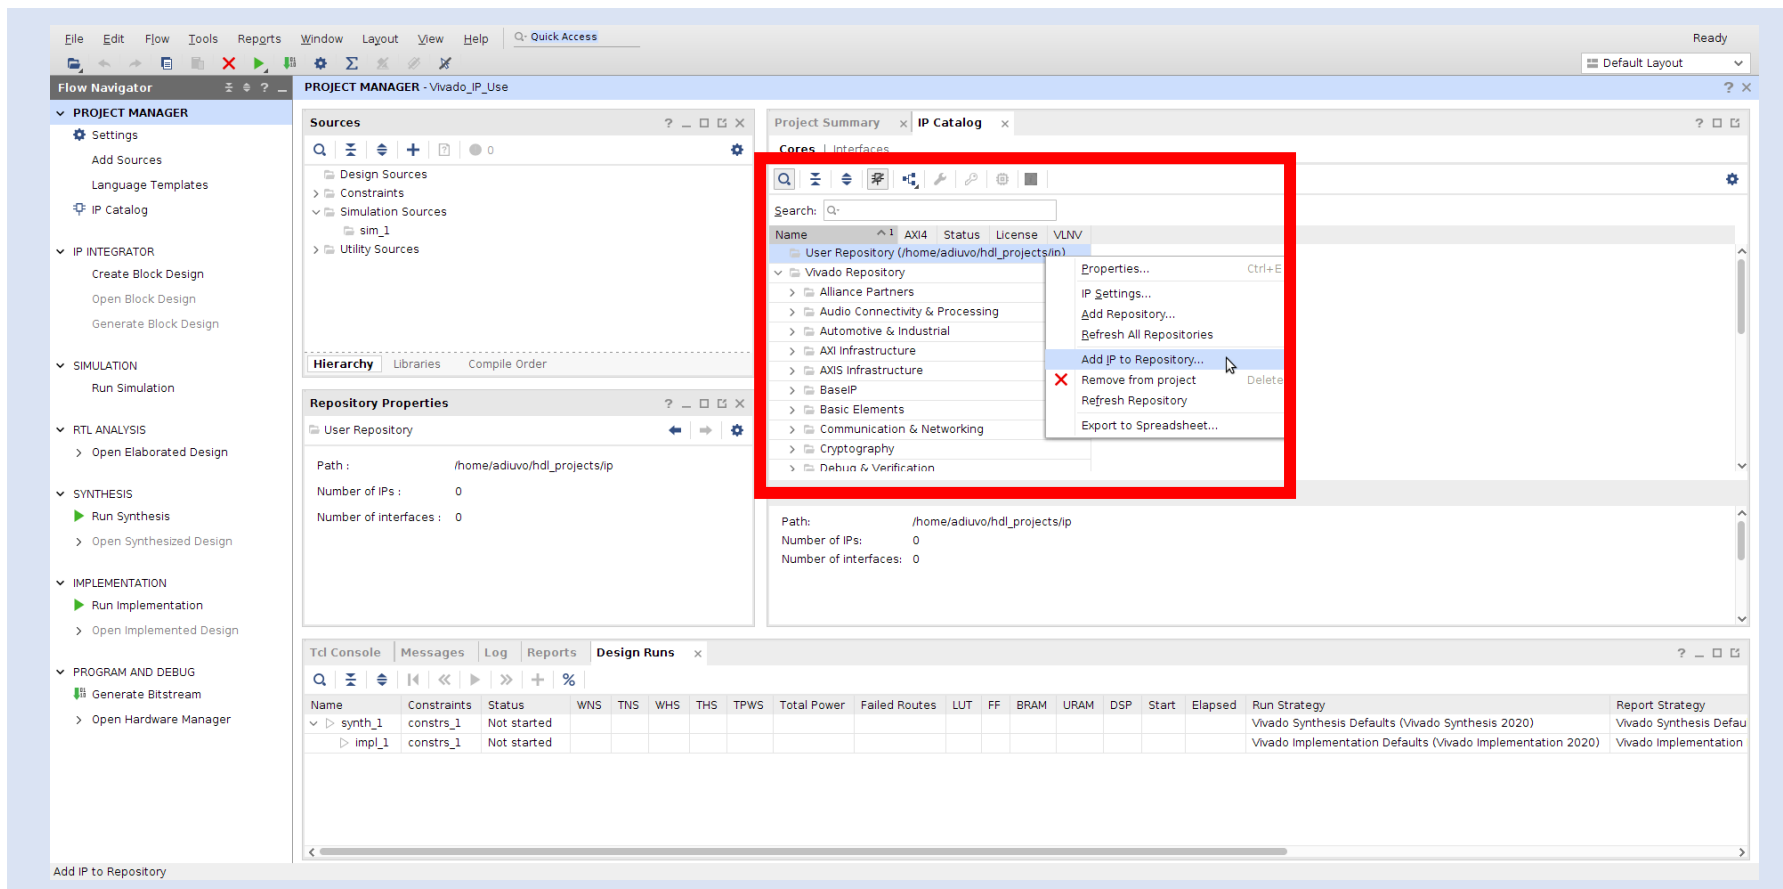 File Edit Flow Tools Reports Window Layout View Help Quick Access Ready
Default Layout
Flow Navigator
PROJECT MANAGER
Settings
Add Sources
Language Templates
IP Catalog
IP INTEGRATOR
Create Block Design
Open Block Design
Generate Block Design
SIMULATION
Run Simulation
RTL ANALYSIS
Open Elaborated Design
SYNTHESIS
Run Synthesis
Open Synthesized Design
IMPLEMENTATION
Run Implementation
Open Implemented Design
PROGRAM AND DEBUG
Generate Bitstream
Open Hardware Manager
PROJECT MANAGER - Vivado_IP_Use
Sources
0
Design Sources
Constraints
Simulation Sources
sim_1
Utility Sources
Hierarchy Libraries Compile Order
Repository Properties
User Repository
Path : /home/adiuvo/hdl_projects/ip
Number of IPs : 0
Number of interfaces : 0
Project Summary IP Catalog
Cores | Interfaces
Search:
Name 1 AXI4 Status License VLNV
User Repository (/home/adiuvo/hdl_projects/ip)
Vivado Repository
Alliance Partners
Audio Connectivity & Processing
Automotive & Industrial
AXI Infrastructure
AXIS Infrastructure
BaseIP
Basic Elements
Communication & Networking
Cryptography
Debug & Verification
Properties... Ctrl+E
IP Settings...
Add Repository...
Refresh All Repositories
Add IP to Repository...
Remove from project Delete
Refresh Repository
Export to Spreadsheet...
Path: /home/adiuvo/hdl_projects/ip
Number of IPs: 0
Number of interfaces: 0
Tcl Console Messages Log Reports Design Runs
Name Constraints Status WNS TNS WHS THS TPWS Total Power Failed Routes LUT FF BRAM URAM DSP Start Elapsed Run Strategy Report Strategy
synth_1 constrs_1 Not started Vivado Synthesis Defaults (Vivado Synthesis 2020) Vivado Synthesis Defau
impl_1 constrs_1 Not started Vivado Implementation Defaults (Vivado Implementation 2020) Vivado Implementation
Add IP to Repository